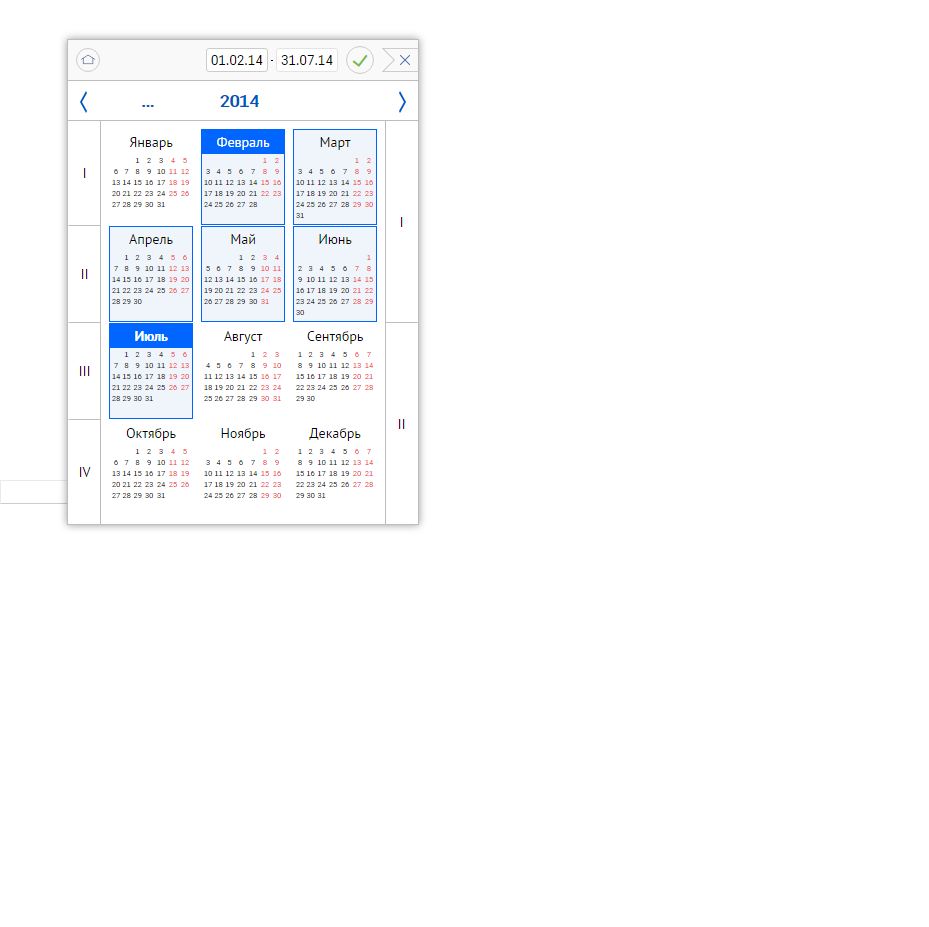 01.02.14 - 31.07.14
... 2014
Январь Февраль Март
1 2 3 4 5 1 2 1 2
I 6 7 8 9 10 11 12 3 4 5 6 7 8 9 3 4 5 6 7 8 9
13 14 15 16 17 18 19 10 11 12 13 14 15 16 10 11 12 13 14 15 16
20 21 22 23 24 25 26 17 18 19 20 21 22 23 17 18 19 20 21 22 23
27 28 29 30 31 24 25 26 27 28 24 25 26 27 28 29 30
31 I
Апрель Май Июнь
1 2 3 4 5 6 1 2 3 4 1
II 7 8 9 10 11 12 13 5 6 7 8 9 10 11 2 3 4 5 6 7 8
14 15 16 17 18 19 20 12 13 14 15 16 17 18 9 10 11 12 13 14 15
21 22 23 24 25 26 27 19 20 21 22 23 24 25 16 17 18 19 20 21 22
28 29 30 26 27 28 29 30 31 23 24 25 26 27 28 29
30
Июль Август Сентябрь
1 2 3 4 5 6 1 2 3 1 2 3 4 5 6 7
III 7 8 9 10 11 12 13 4 5 6 7 8 9 10 8 9 10 11 12 13 14
14 15 16 17 18 19 20 11 12 13 14 15 16 17 15 16 17 18 19 20 21
21 22 23 24 25 26 27 18 19 20 21 22 23 24 22 23 24 25 26 27 28
28 29 30 31 25 26 27 28 29 30 31 29 30
II
Октябрь Ноябрь Декабрь
1 2 3 4 5 1 2 1 2 3 4 5 6 7
6 7 8 9 10 11 12 3 4 5 6 7 8 9 8 9 10 11 12 13 14
IV 13 14 15 16 17 18 19 10 11 12 13 14 15 16 15 16 17 18 19 20 21
20 21 22 23 24 25 26 17 18 19 20 21 22 23 22 23 24 25 26 27 28
27 28 29 30 31 24 25 26 27 28 29 30 29 30 31